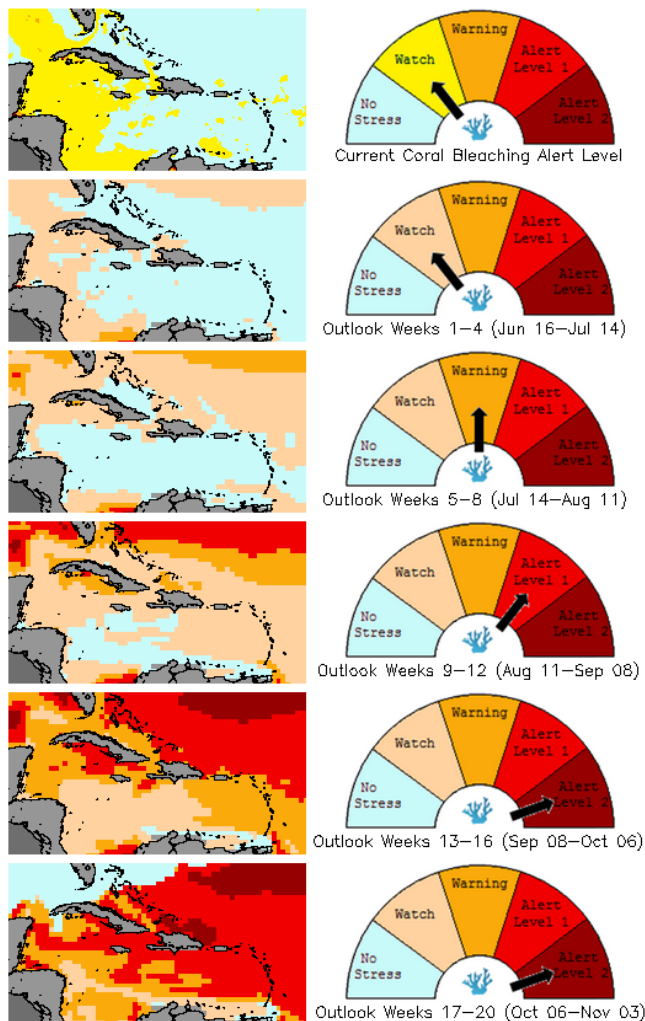 Warning
Watch
Alert
Level 1
No
Stress
Alert
Level 2
Current Coral Bleaching Alert Level
Warning
Watch
Alert
Level 1
No
Stress
Alert
Level 2
Outlook Weeks 1-4 (Jun 16-Jul 14)
Warning
Watch
Alert
Level 1
No
Stress
Alert
Level 2
Outlook Weeks 5-8 (Jul 14-Aug 11)
Warning
Watch
Alert
Level 1
No
Stress
Alert
Level 2
Outlook Weeks 9-12 (Aug 11-Sep 08)
Warning
Watch
Alert
Level 1
No
Stress
Alert
Level 2
Outlook Weeks 13-16 (Sep 08-Oct 06)
Warning
Watch
Alert
Level 1
No
Stress
Alert
Level 2
Outlook Weeks 17-20 (Oct 06-Nov 03)